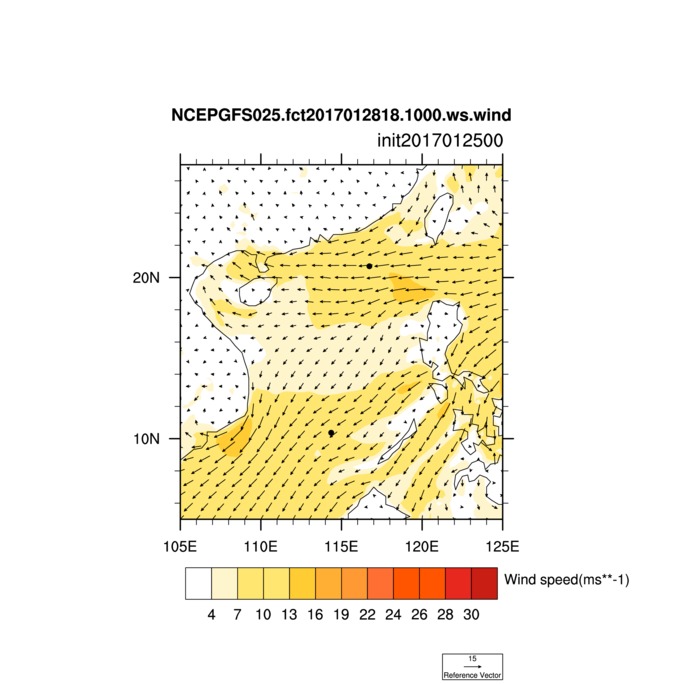 NCEPGFS025.fct2017012818.1000.ws.wind
init2017012500
20N
10N
105E 110E 115E 120E 125E
Wind speed(ms**-1)
4 7 10 13 16 19 22 24 26 28 30
15
Reference Vector